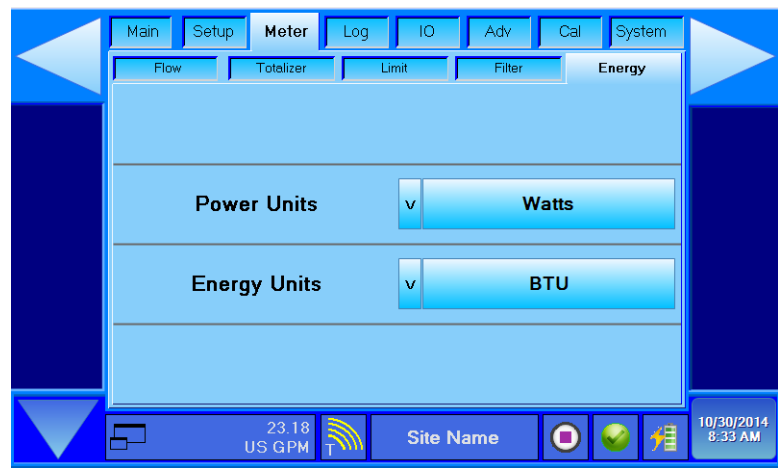 Main Setup Meter Log IO Adv Cal System
Flow Totalizer Limit Filter Energy
Power Units v Watts
Energy Units v BTU
23.18
US GPM T Site Name
10/30/2014
8:33 AM